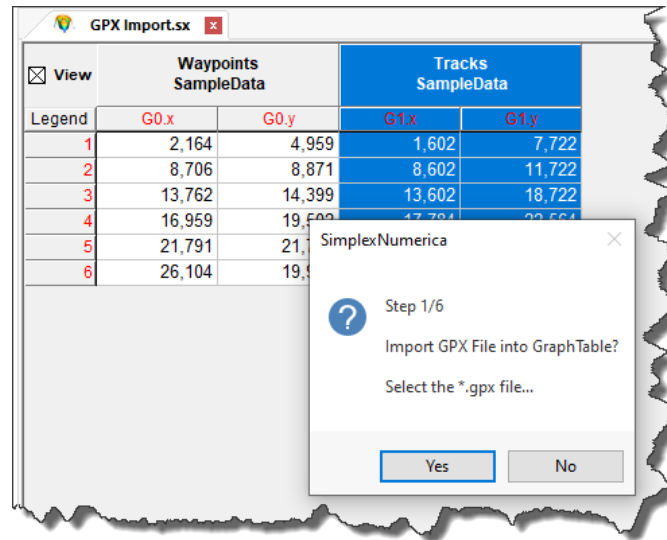 GPX Import.sx
View Waypoints SampleData Tracks SampleData
Legend G0.x G0.y G1.x G1.y
1 2,164 4,959 1,602 7,722
2 8,706 8,871 8,602 11,722
3 13,762 14,399 13,602 18,722
4 16,959
5 21,791
6 26,104
SimplexNumerica
Step 1/6
Import GPX File into GraphTable?
Select the *.gpx file...
Yes No